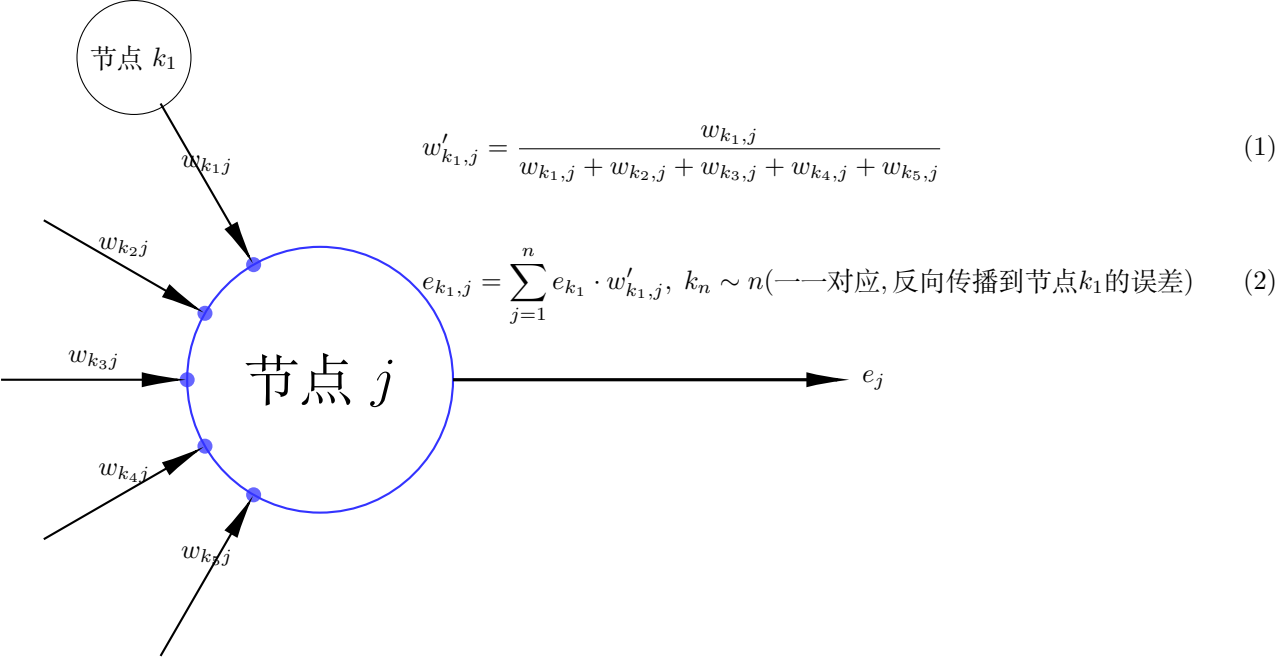 节点 k₁
w_{k₁j}
w'_{k₁,j} = \frac{w_{k₁,j}}{w_{k₁,j} + w_{k₂,j} + w_{k₃,j} + w_{k₄,j} + w_{k₅,j}} (1)
w_{k₂j}
e_{k₁,j} = \sum_{j=1}^{n} e_{k₁} · w'_{k₁,j}, k_n ∼ n(一一对应, 反向传播到节点k₁的误差) (2)
w_{k₃j}
节点 j
e_j
w_{k₄j}
w_{k₅j}